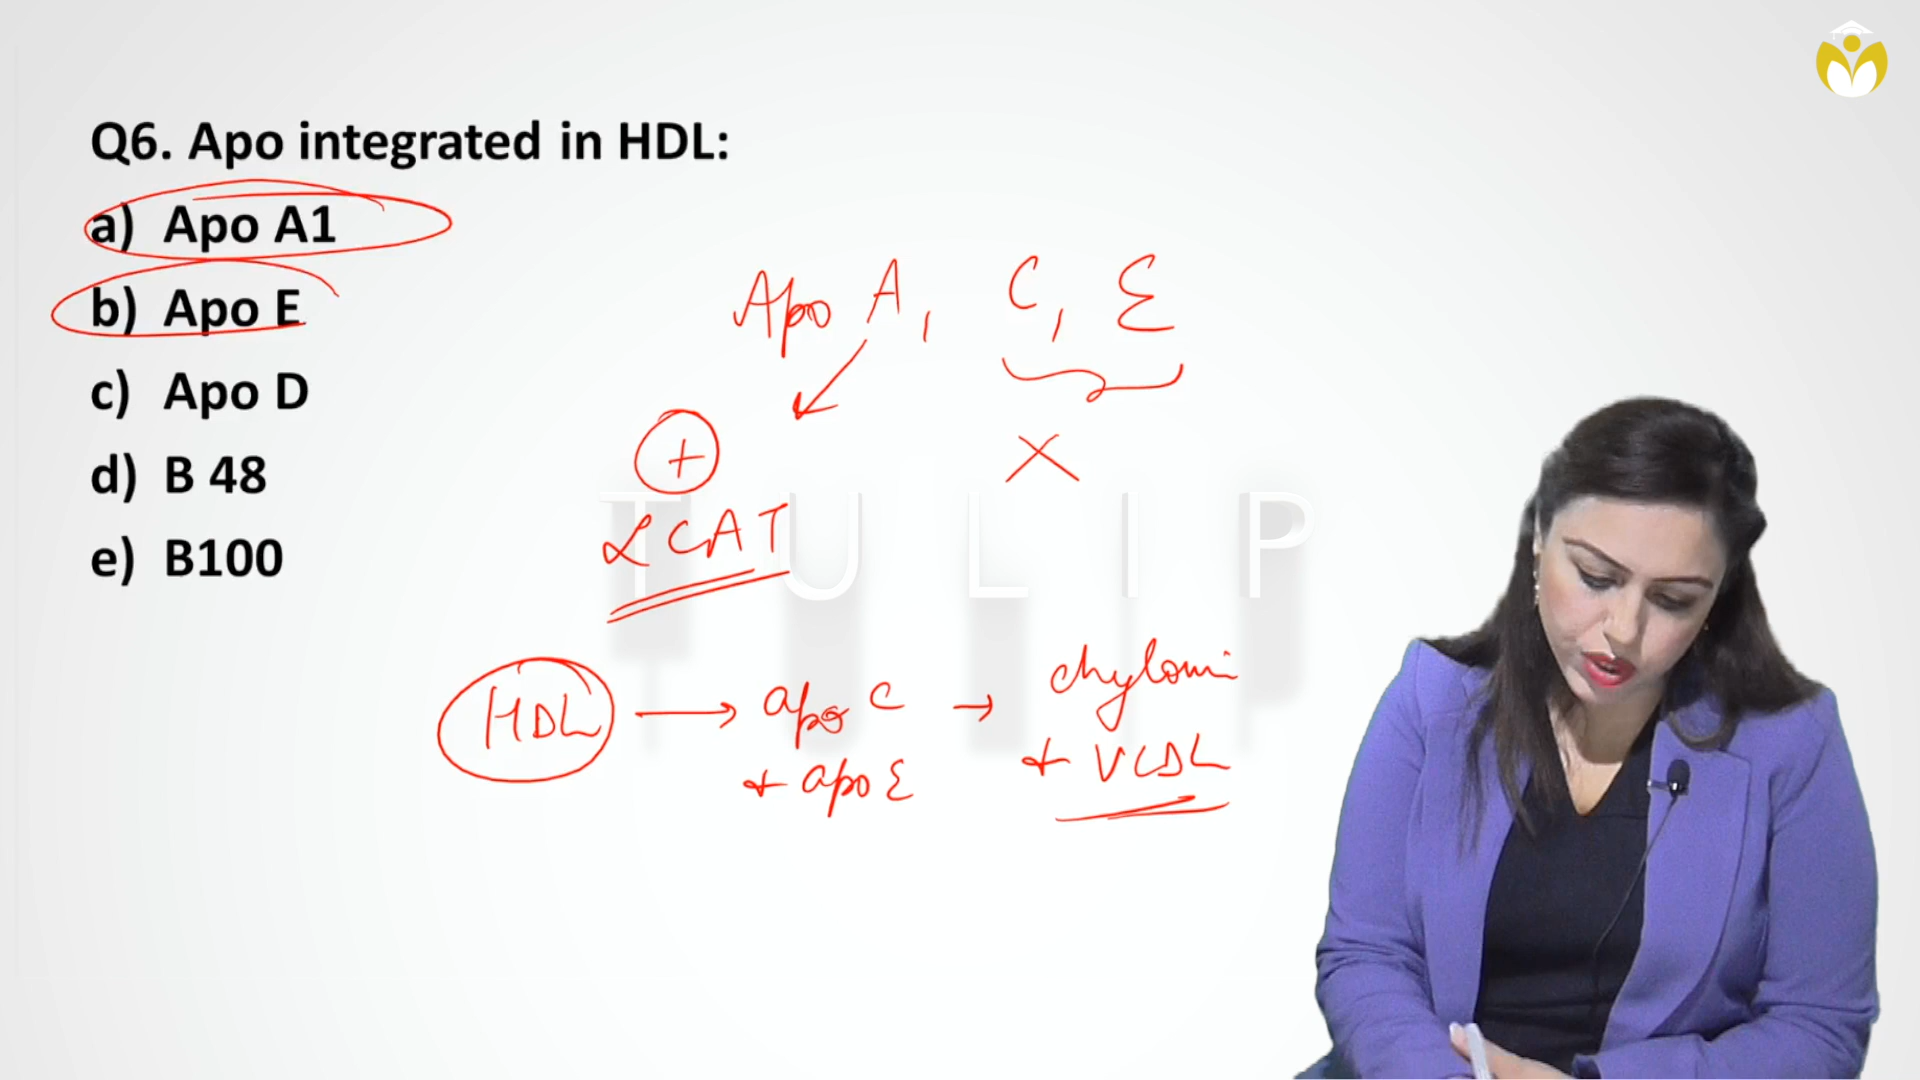 Q6. Apo integrated in HDL:
a) Apo A1
b) Apo E
c) Apo D
d) B 48
e) B100
Apo A, C, E
+
X
LCAT
TULIP
HDL → apo C → chylomi
+ apo E + VLDL